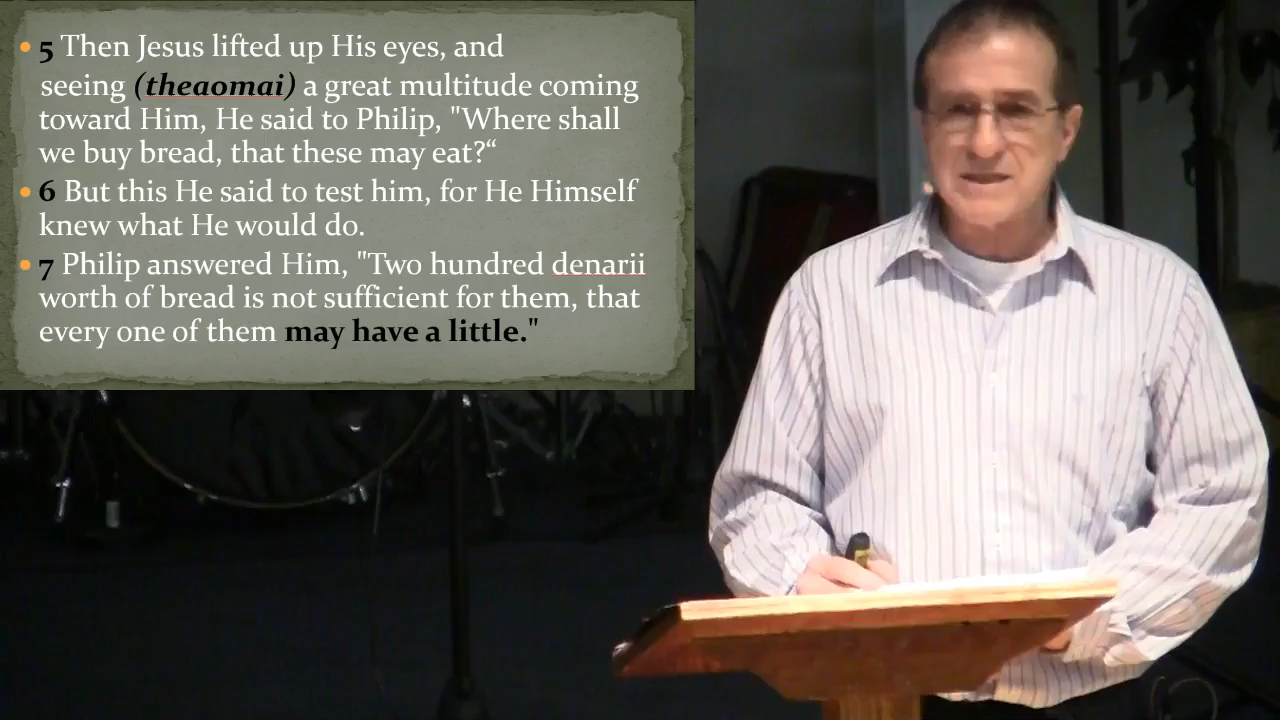 5 Then Jesus lifted up His eyes, and
seeing (theaomai) a great multitude coming
toward Him, He said to Philip, "Where shall
we buy bread, that these may eat?“
6 But this He said to test him, for He Himself
knew what He would do.
7 Philip answered Him, "Two hundred denarii
worth of bread is not sufficient for them, that
every one of them may have a little."